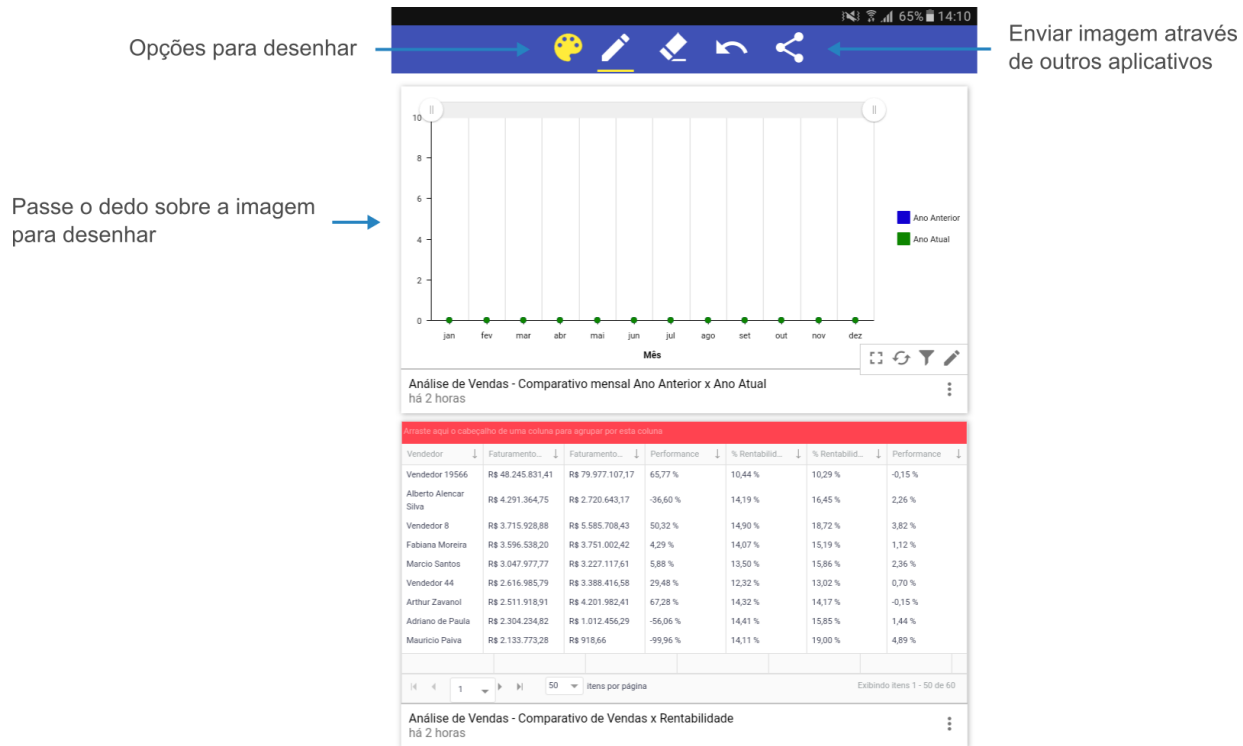 65% 14:10
Opções para desenhar
Enviar imagem através
de outros aplicativos
Passe o dedo sobre a imagem
para desenhar
10
8
6
4
2
0
Ano Anterior
Ano Atual
jan fev mar abr mai jun jul ago set out nov dez
Mês
Análise de Vendas - Comparativo mensal Ano Anterior x Ano Atual
há 2 horas
Arraste aqui o cabeçalho de uma coluna para agrupar por esta coluna
Vendedor Faturamento... Faturamento... Performance % Rentabilid... % Rentabilid... Performance
Vendedor 19566 R$ 48.245.831,41 R$ 79.977.107,17 65,77 % 10,44 % 10,29 % -0,15 %
Alberto Alencar
Silva R$ 4.291.364,75 R$ 2.720.643,17 -36,60 % 14,19 % 16,45 % 2,26 %
Vendedor 8 R$ 3.715.928,88 R$ 5.585.708,43 50,32 % 14,90 % 18,72 % 3,82 %
Fabiana Moreira R$ 3.596.538,20 R$ 3.751.002,42 4,29 % 14,07 % 15,19 % 1,12 %
Marcio Santos R$ 3.047.977,77 R$ 3.227.117,61 5,88 % 13,50 % 15,86 % 2,36 %
Vendedor 44 R$ 2.616.985,79 R$ 3.388.416,58 29,48 % 12,32 % 13,02 % 0,70 %
Arthur Zavanol R$ 2.511.918,91 R$ 4.201.982,41 67,28 % 14,32 % 14,17 % -0,15 %
Adriano de Paula R$ 2.304.234,82 R$ 1.012.456,29 -56,06 % 14,41 % 15,85 % 1,44 %
Mauricio Paiva R$ 2.133.773,28 R$ 918,66 -99,96 % 14,11 % 19,00 % 4,89 %
1 50 itens por página Exibindo itens 1 - 50 de 60
Análise de Vendas - Comparativo de Vendas x Rentabilidade
há 2 horas